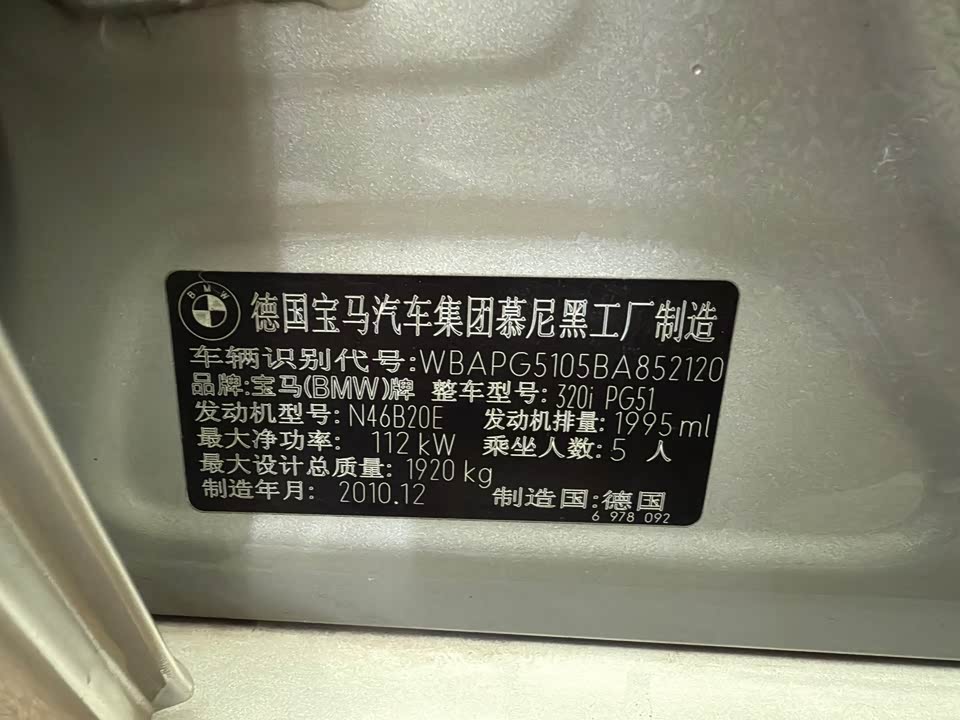 BMW 德国宝马汽车集团慕尼黑工厂制造
车辆识别代号:WBAPG5105BA852120
品牌:宝马(BMW)牌 整车型号: 320i PG51
发动机型号: N46B20E 发动机排量: 1995 ml
最大净功率: 112 kW 乘坐人数: 5 人
最大设计总质量: 1920 kg
制造年月: 2010.12 制造国:德国
6 978 092